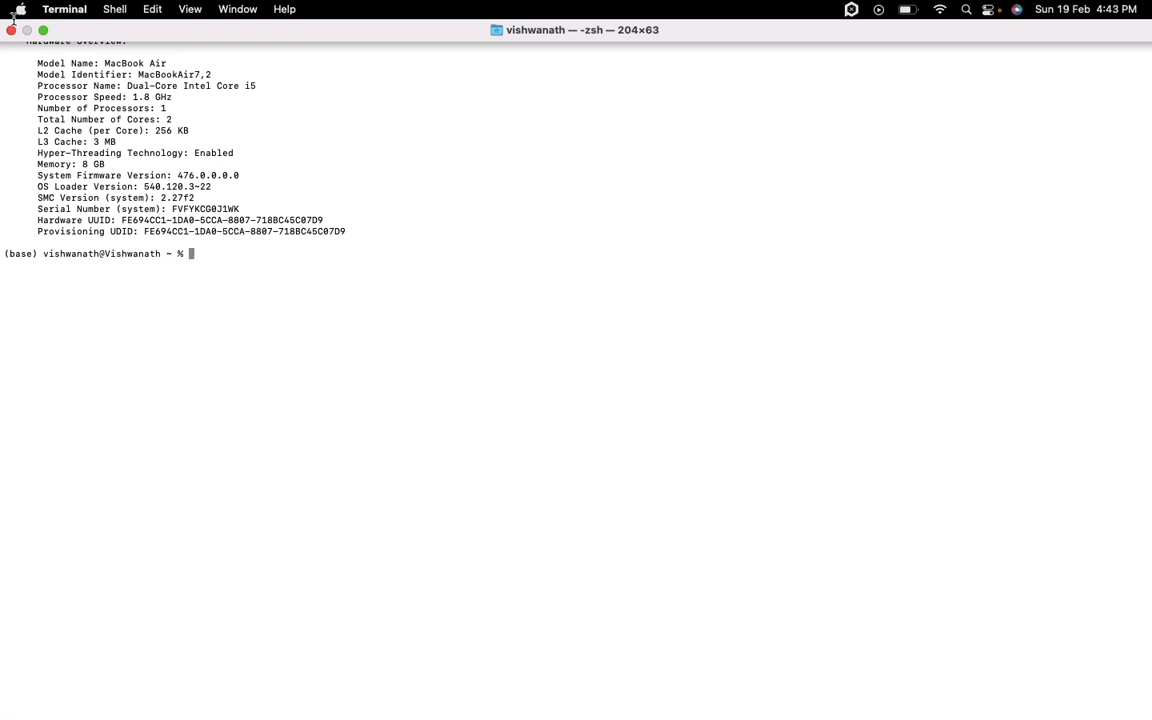 Terminal Shell Edit View Window Help Sun 19 Feb 4:43 PM
vishwanath — -zsh — 204×63
Hardware Overview:
Model Name: MacBook Air
Model Identifier: MacBookAir7,2
Processor Name: Dual-Core Intel Core i5
Processor Speed: 1.8 GHz
Number of Processors: 1
Total Number of Cores: 2
L2 Cache (per Core): 256 KB
L3 Cache: 3 MB
Hyper-Threading Technology: Enabled
Memory: 8 GB
System Firmware Version: 476.0.0.0.0
OS Loader Version: 540.120.3~22
SMC Version (system): 2.27f2
Serial Number (system): FVFYKCG0J1WK
Hardware UUID: FE694CC1-1DA0-5CCA-8807-718BC45C07D9
Provisioning UDID: FE694CC1-1DA0-5CCA-8807-718BC45C07D9
(base) vishwanath@Vishwanath ~ %